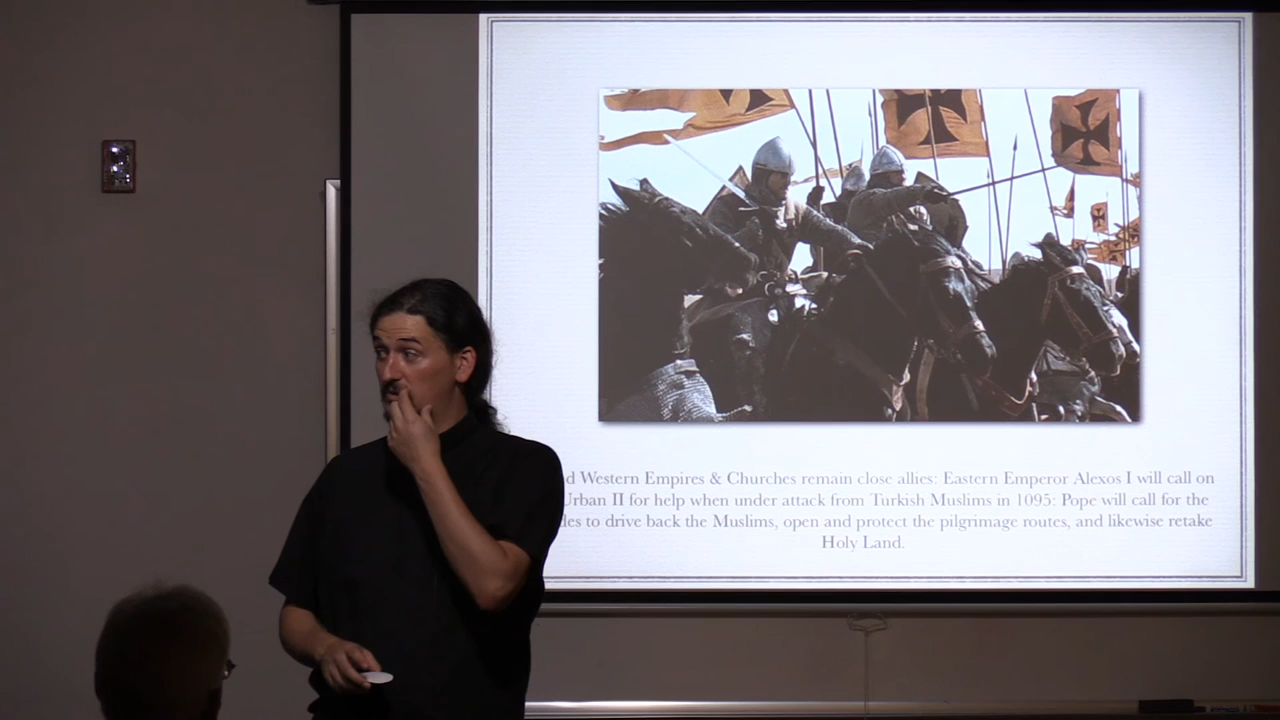 d Western Empires & Churches remain close allies: Eastern Emperor Alexos I will call on
Urban II for help when under attack from Turkish Muslims in 1095: Pope will call for the
les to drive back the Muslims, open and protect the pilgrimage routes, and likewise retake
Holy Land.